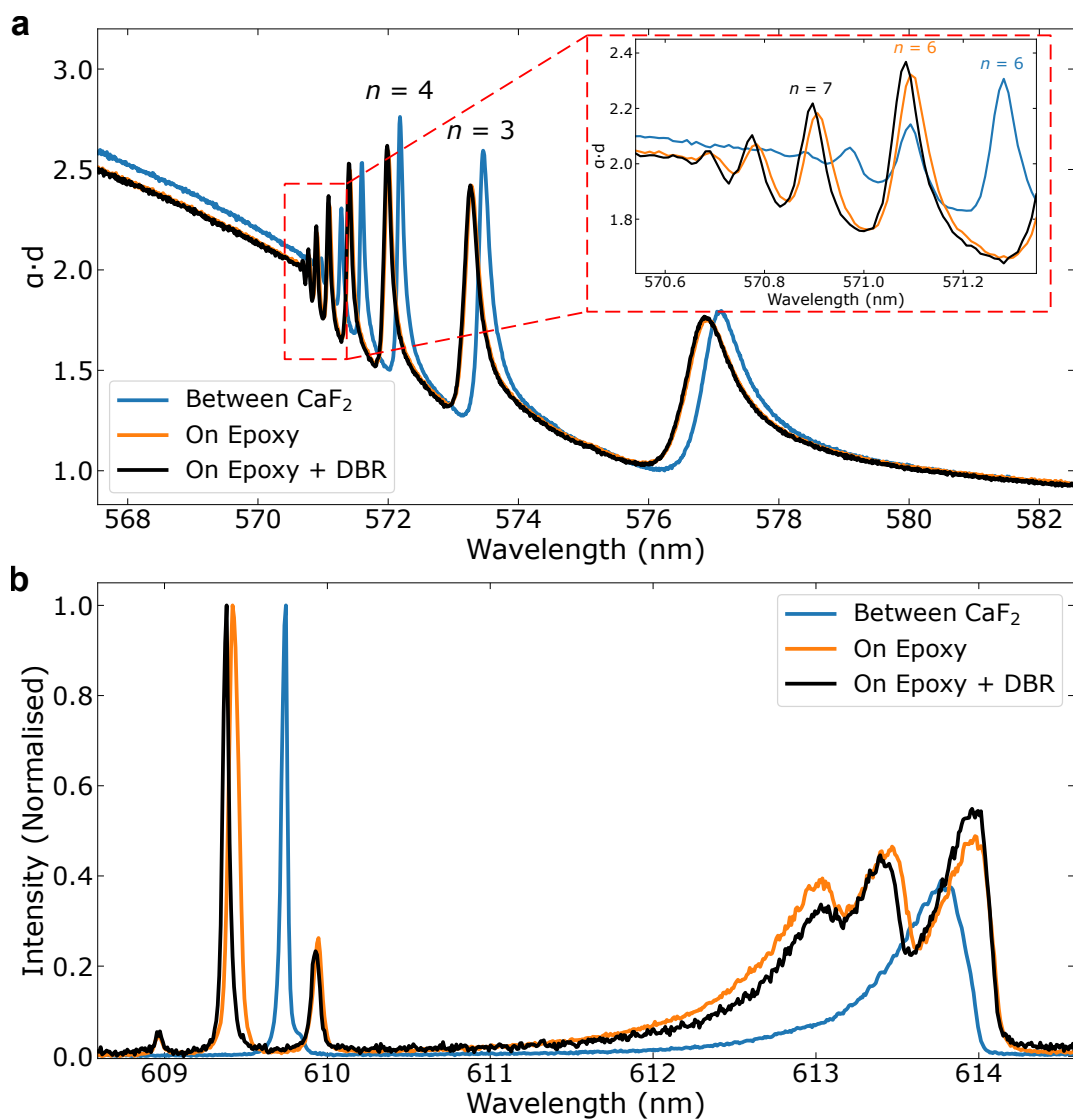 a
3.0
2.5
2.0
1.5
1.0
α·d
n = 4
n = 3
2.4
2.2
2.0
1.8
α·d
n = 7
n = 6
n = 6
570.6 570.8 571.0 571.2
Wavelength (nm)
Between CaF₂
On Epoxy
On Epoxy + DBR
568 570 572 574 576 578 580 582
Wavelength (nm)
b
1.0
0.8
0.6
0.4
0.2
0.0
Intensity (Normalised)
Between CaF₂
On Epoxy
On Epoxy + DBR
609 610 611 612 613 614
Wavelength (nm)